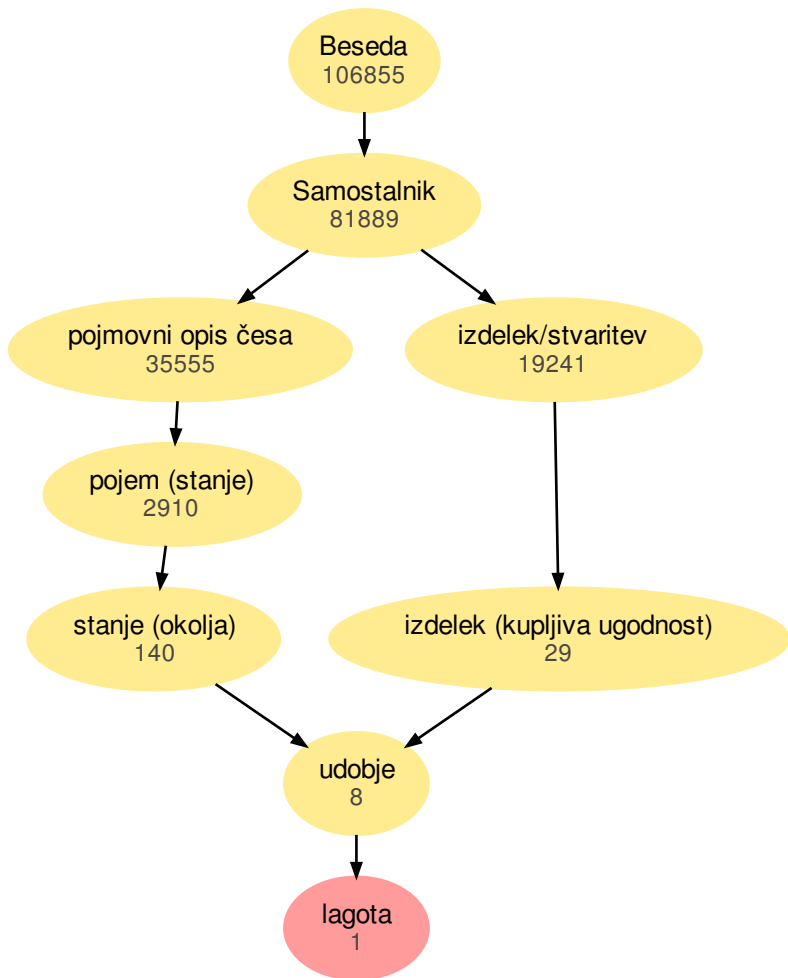 Beseda
106855
Samostalnik
81889
pojmovni opis česa
35555
izdelek/stvaritev
19241
pojem (stanje)
2910
stanje (okolja)
140
izdelek (kupljiva ugodnost)
29
udobje
8
lagota
1